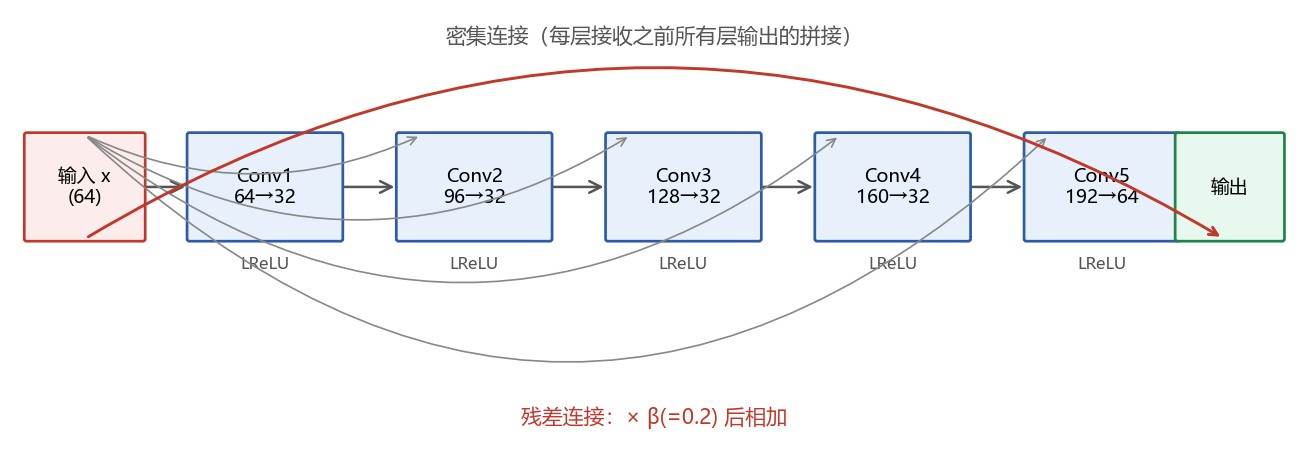 密集连接（每层接收之前所有层输出的拼接）
输入 x
(64)
Conv1
64→32
Conv2
96→32
Conv3
128→32
Conv4
160→32
Conv5
192→64
输出
LReLU
LReLU
LReLU
LReLU
LReLU
残差连接：× β(=0.2) 后相加